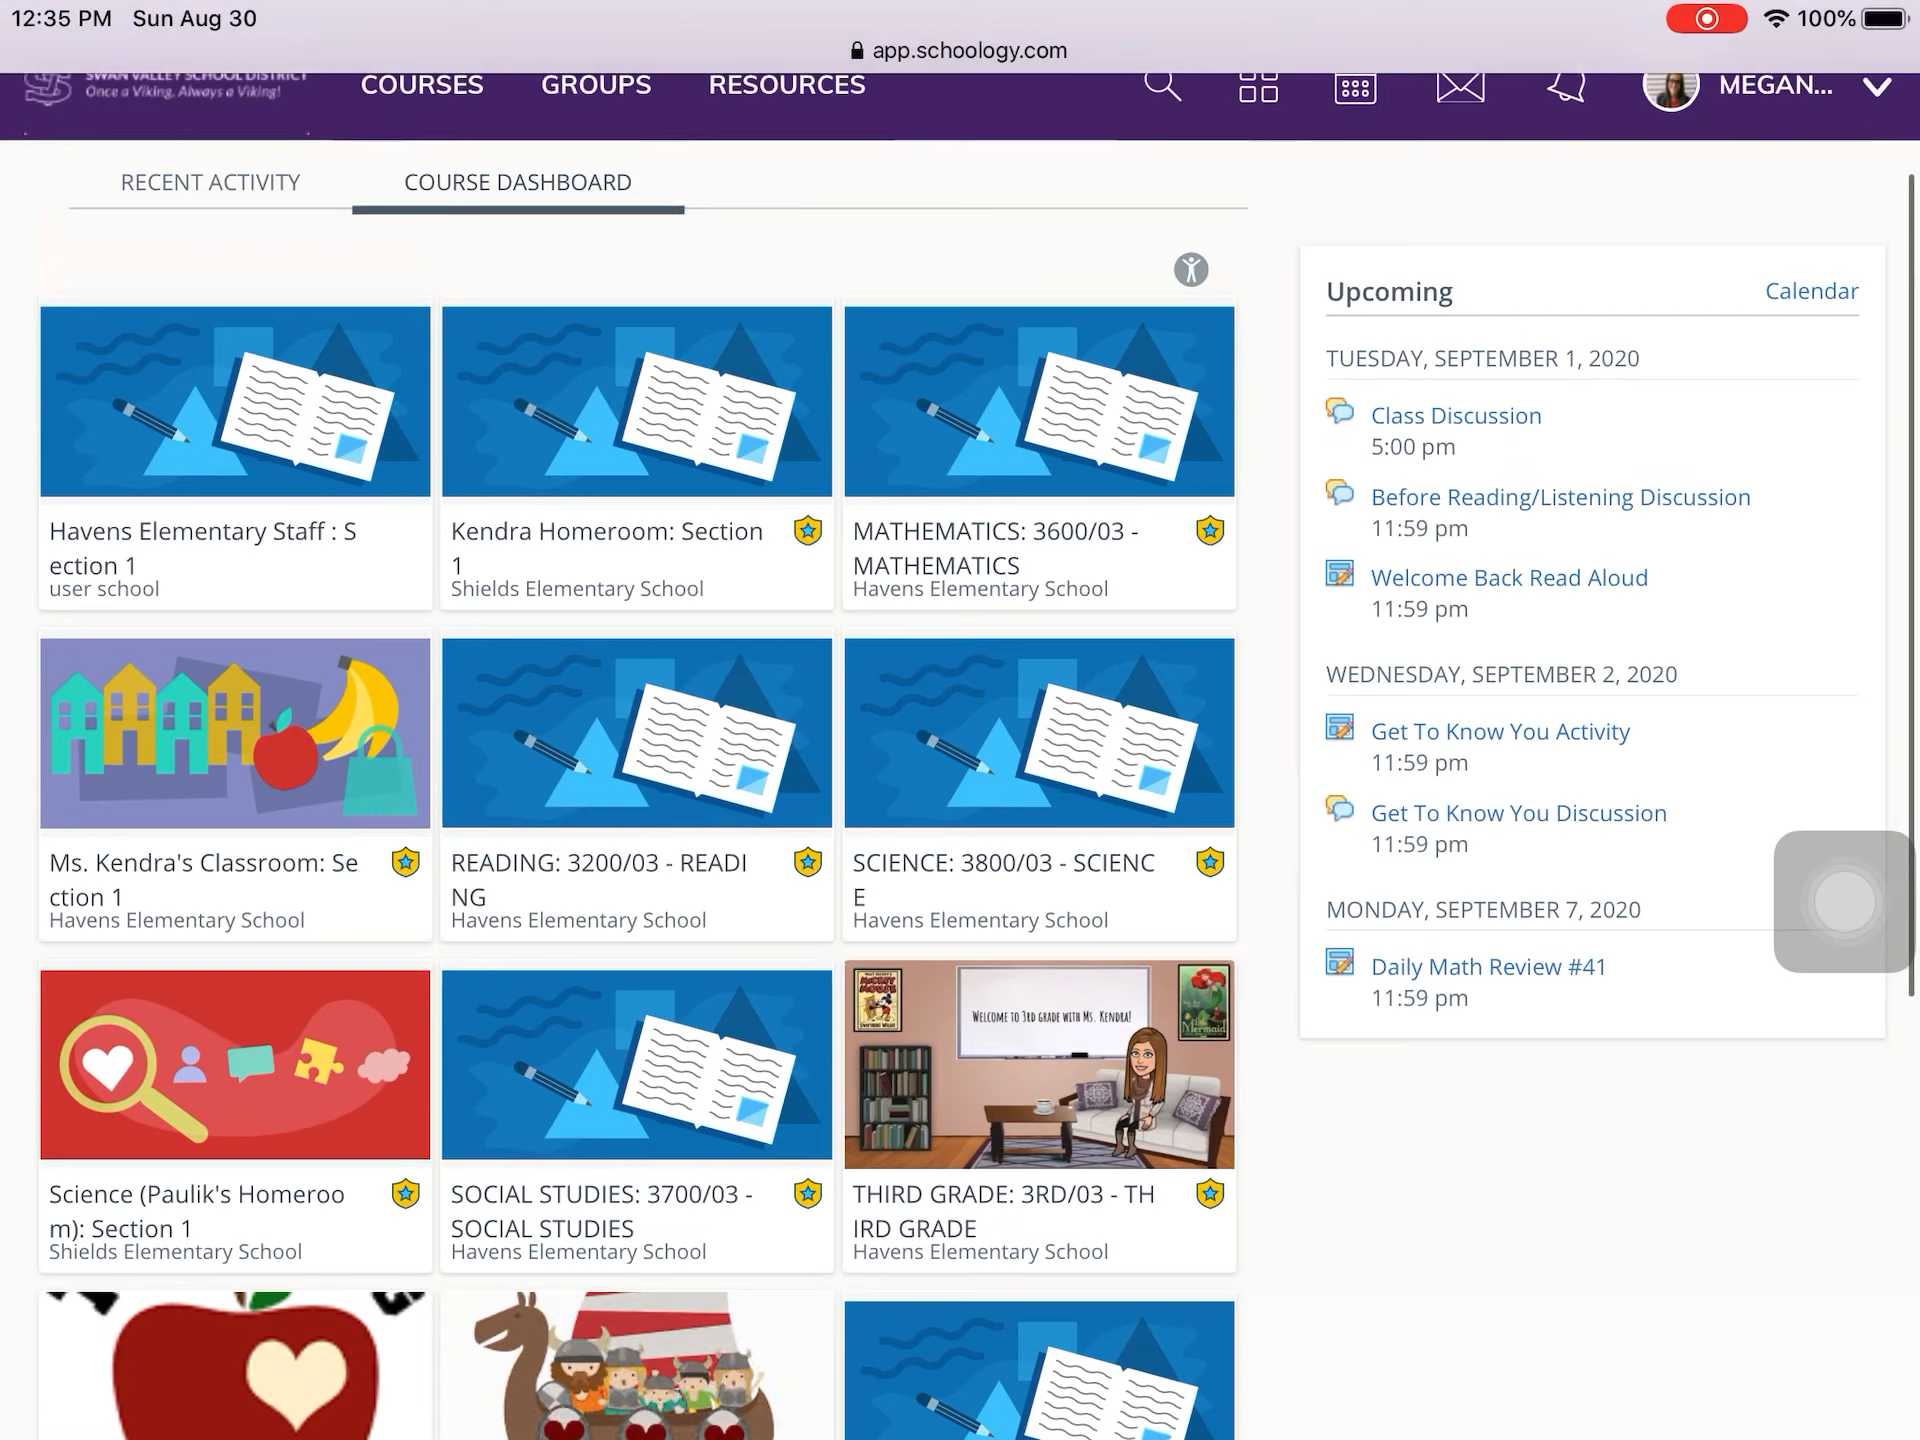 12:35 PM Sun Aug 30
100%
app.schoology.com
SWAN VALLEY SCHOOL DISTRICT
Once a Viking, Always a Viking!
COURSES
GROUPS
RESOURCES
MEGAN...
RECENT ACTIVITY
COURSE DASHBOARD
Havens Elementary Staff : S
ection 1
user school
Kendra Homeroom: Section
1
Shields Elementary School
MATHEMATICS: 3600/03 -
MATHEMATICS
Havens Elementary School
Ms. Kendra's Classroom: Se
ction 1
Havens Elementary School
READING: 3200/03 - READI
NG
Havens Elementary School
SCIENCE: 3800/03 - SCIENC
E
Havens Elementary School
MICKEY
MOUSE
WELCOME TO 3RD GRADE WITH MS. KENDRA!
Mermaid
Science (Paulik's Homeroo
m): Section 1
Shields Elementary School
SOCIAL STUDIES: 3700/03 -
SOCIAL STUDIES
Havens Elementary School
THIRD GRADE: 3RD/03 - TH
IRD GRADE
Havens Elementary School
Upcoming
Calendar
TUESDAY, SEPTEMBER 1, 2020
Class Discussion
5:00 pm
Before Reading/Listening Discussion
11:59 pm
Welcome Back Read Aloud
11:59 pm
WEDNESDAY, SEPTEMBER 2, 2020
Get To Know You Activity
11:59 pm
Get To Know You Discussion
11:59 pm
MONDAY, SEPTEMBER 7, 2020
Daily Math Review #41
11:59 pm